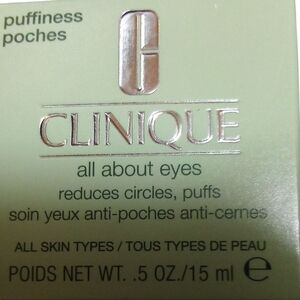 puffiness
poches
C
CLINIQUE
all about eyes
reduces circles, puffs
soin yeux anti-poches anti-cernes
ALL SKIN TYPES / TOUS TYPES DE PEAU
POIDS NET WT. .5 OZ./15 ml e